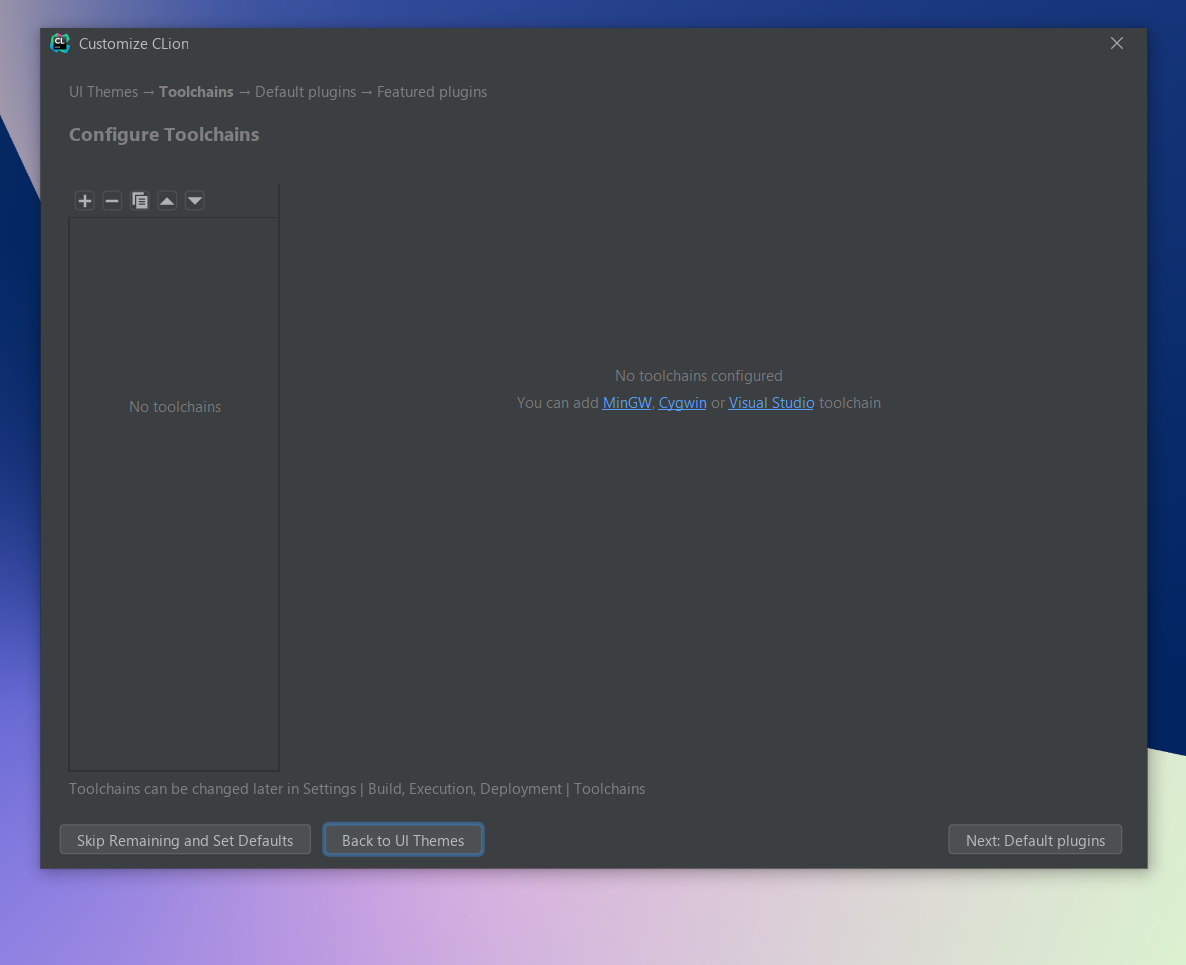 CL
Customize CLion
UI Themes → Toolchains → Default plugins → Featured plugins
Configure Toolchains
No toolchains
No toolchains configured
You can add MinGW, Cygwin or Visual Studio toolchain
Toolchains can be changed later in Settings | Build, Execution, Deployment | Toolchains
Skip Remaining and Set Defaults
Back to UI Themes
Next: Default plugins